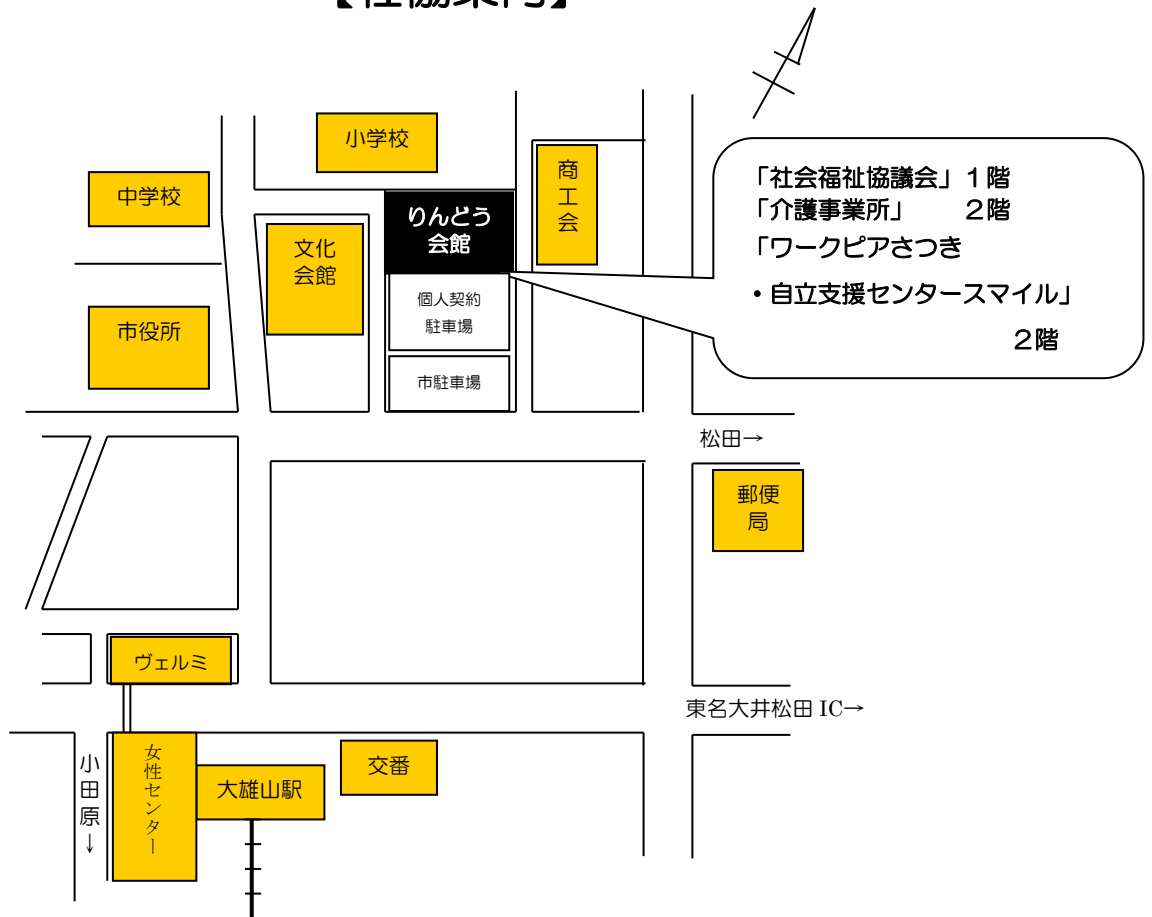 【社協案内】
小学校
中学校
商工会
りんどう
会館
文化
会館
個人契約
駐車場
市役所
市駐車場
「社会福祉協議会」１階
「介護事業所」　　２階
「ワークピアさつき
・自立支援センタースマイル」
２階
松田→
郵便
局
ヴェルミ
東名大井松田 IC→
小田原↓
女性センター
大雄山駅
交番